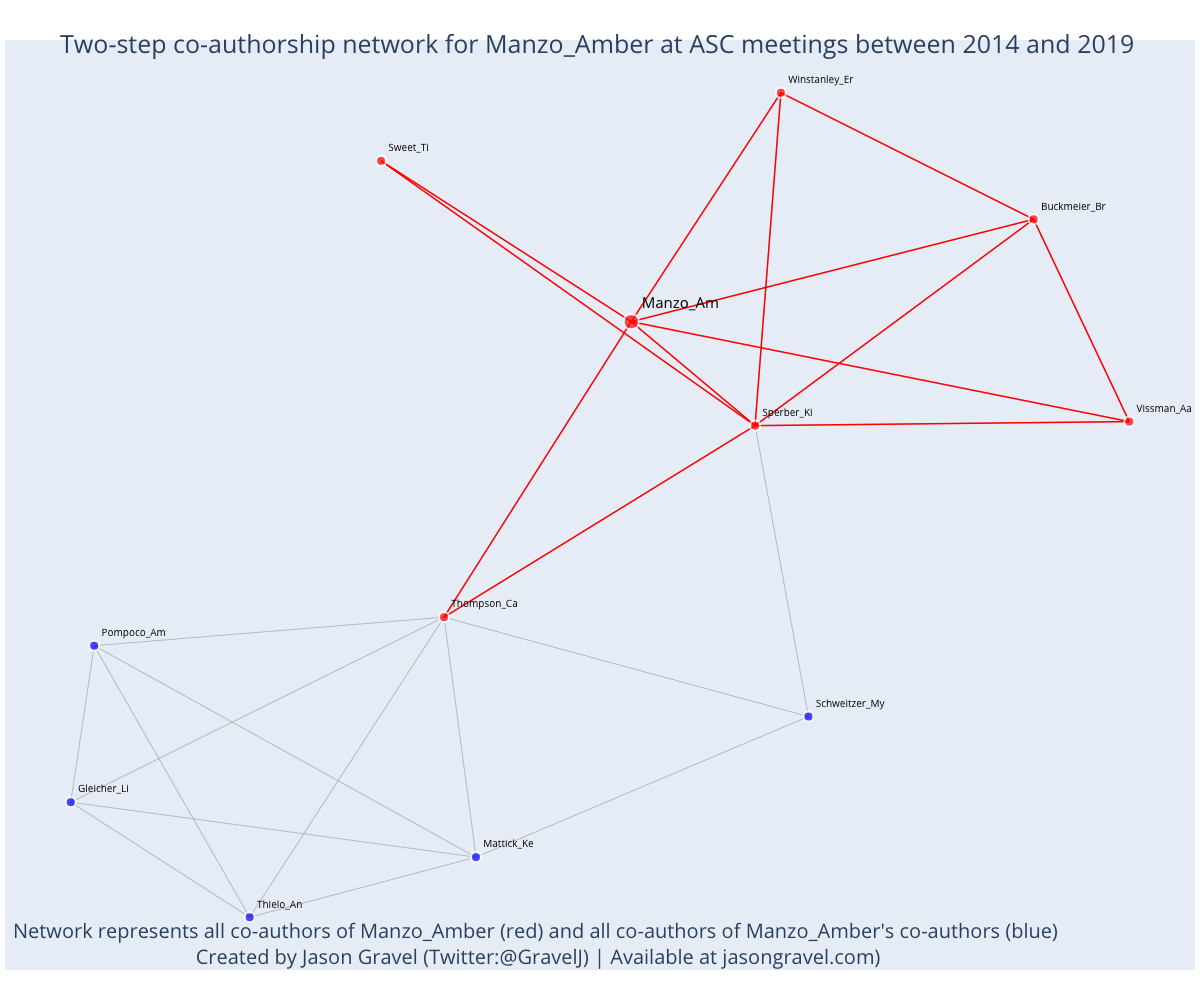 Two-step co-authorship network for Manzo_Amber at ASC meetings between 2014 and 2019
Winstanley_Er
Sweet_Ti
Buckmeier_Br
Manzo_Am
Vissman_Aa
Sperber_Ki
Thompson_Ca
Pompoco_Am
Schweitzer_My
Gleicher_Li
Mattick_Ke
Thielo_An
Network represents all co-authors of Manzo_Amber (red) and all co-authors of Manzo_Amber's co-authors (blue)
Created by Jason Gravel (Twitter:@GravelJ) | Available at jasongravel.com)